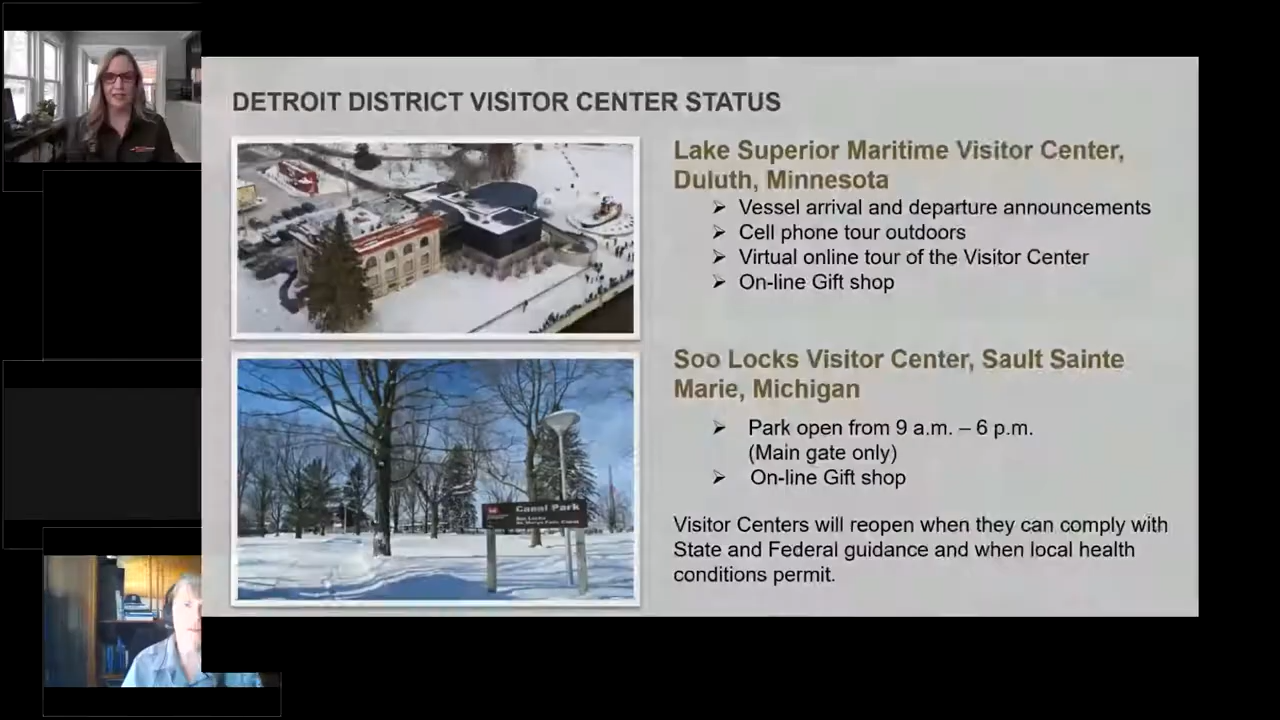 DETROIT DISTRICT VISITOR CENTER STATUS
Lake Superior Maritime Visitor Center,
Duluth, Minnesota
➢ Vessel arrival and departure announcements
➢ Cell phone tour outdoors
➢ Virtual online tour of the Visitor Center
➢ On-line Gift shop
Soo Locks Visitor Center, Sault Sainte
Marie, Michigan
➢ Park open from 9 a.m. – 6 p.m.
(Main gate only)
➢ On-line Gift shop
Visitor Centers will reopen when they can comply with
State and Federal guidance and when local health
conditions permit.
Canal Park
Soo Locks